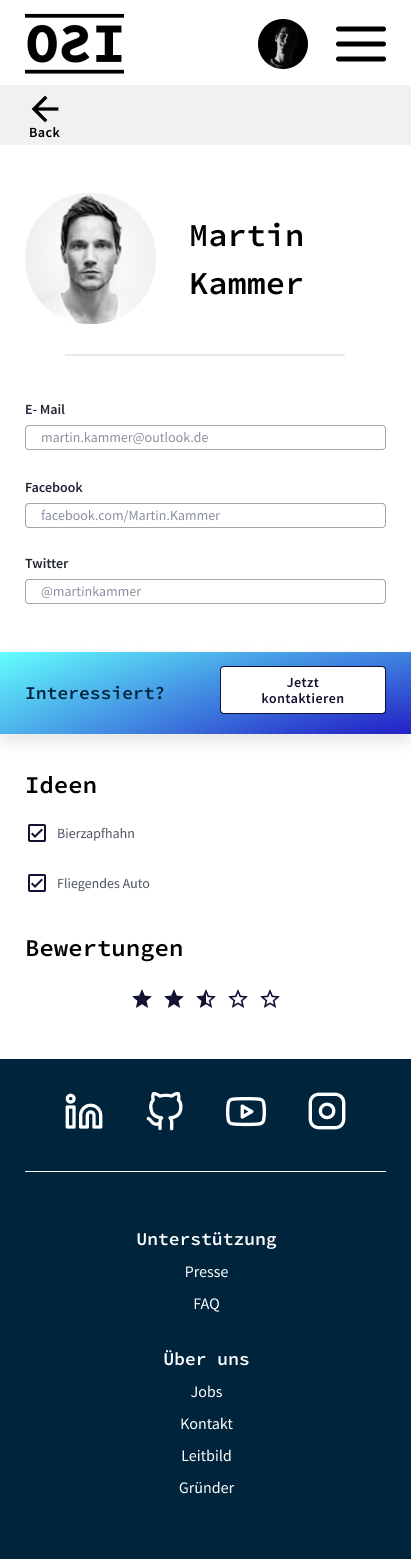 OSI
Back
Martin
Kammer
E- Mail
martin.kammer@outlook.de
Facebook
facebook.com/Martin.Kammer
Twitter
@martinkammer
Interessiert?
Jetzt
kontaktieren
Ideen
Bierzapfhahn
Fliegendes Auto
Bewertungen
in
Unterstützung
Presse
FAQ
Über uns
Jobs
Kontakt
Leitbild
Gründer